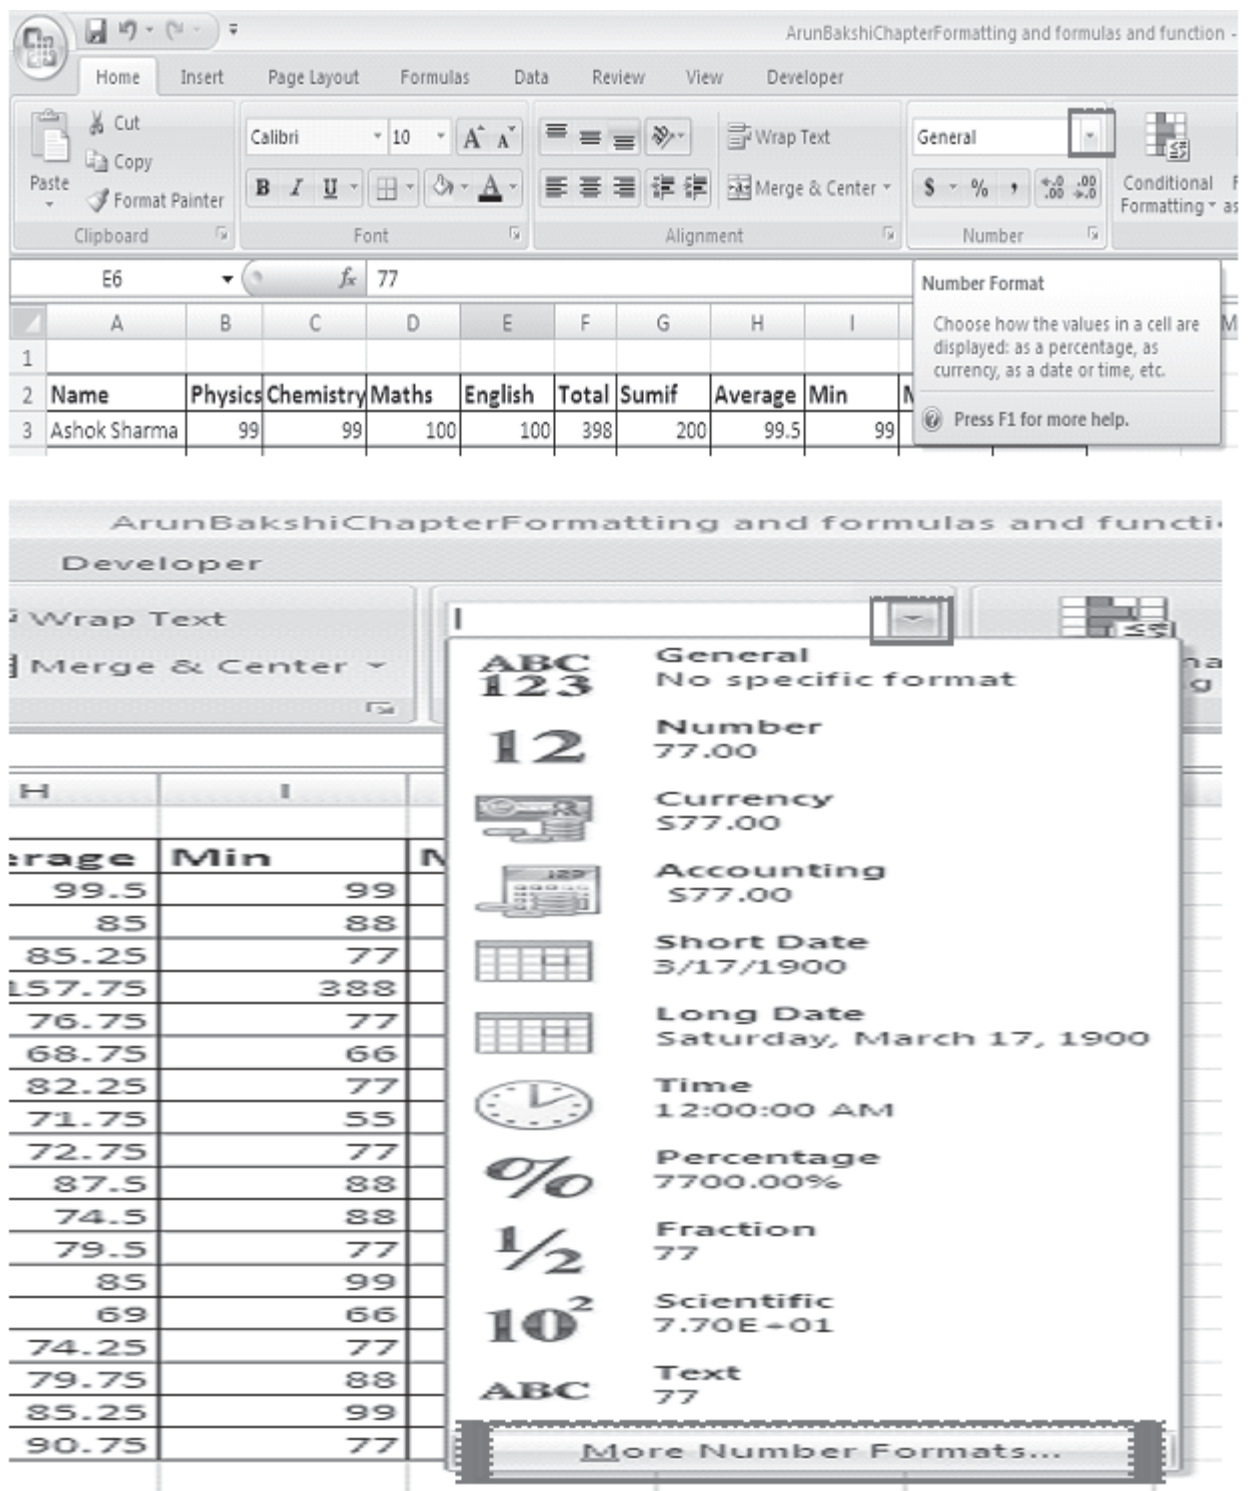 ArunBakshiChapterFormatting and formulas and function -
Home Insert Page Layout Formulas Data Review View Developer
Cut
Copy
Paste
Format Painter
Clipboard
Calibri 10 A A
B I U A
Font
Wrap Text
Merge & Center
Alignment
General
$ % , .0 .00 .00 .0
Number
Conditional
Formatting as
E6 fx 77
Number Format
Choose how the values in a cell are
displayed: as a percentage, as
currency, as a date or time, etc.
Press F1 for more help.
A B C D E F G H I M
1
2 Name Physics Chemistry Maths English Total Sumif Average Min
3 Ashok Sharma 99 99 100 100 398 200 99.5 99
ArunBakshiChapterFormatting and formulas and functi
Developer
Wrap Text
Merge & Center
H I
erage Min
99.5 99
85 88
85.25 77
157.75 388
76.75 77
68.75 66
82.25 77
71.75 55
72.75 77
87.5 88
74.5 88
79.5 77
85 99
69 66
74.25 77
79.75 88
85.25 99
90.75 77
ABC
123
General
No specific format
12
Number
77.00
Currency
$77.00
Accounting
$77.00
Short Date
3/17/1900
Long Date
Saturday, March 17, 1900
Time
12:00:00 AM
%
Percentage
7700.00%
1/2
Fraction
77
10²
Scientific
7.70E+01
ABC
Text
77
More Number Formats...